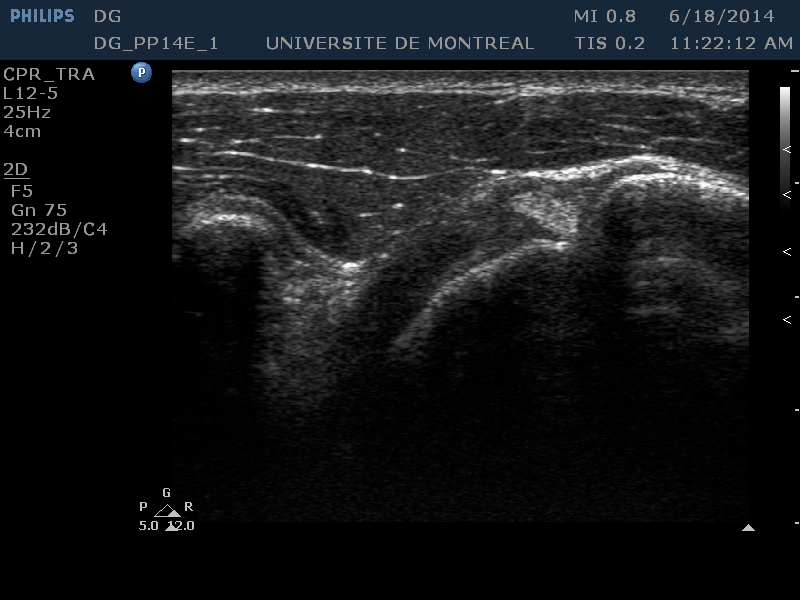 PHILIPS DG MI 0.8 6/18/2014
DG_PP14E_1 UNIVERSITE DE MONTREAL TIS 0.2 11:22:12 AM
CPR_TRA P
L12-5
25Hz
4cm
2D
F5
Gn 75
232dB/C4
H/2/3
G
P R
5.0 12.0